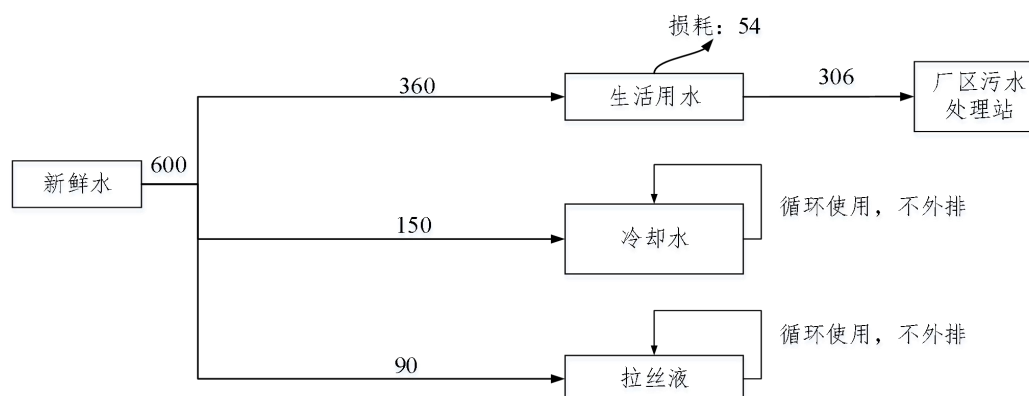 损耗：54
360
生活用水
306
厂区污水
处理站
新鲜水
600
150
冷却水
循环使用，不外排
90
拉丝液
循环使用，不外排